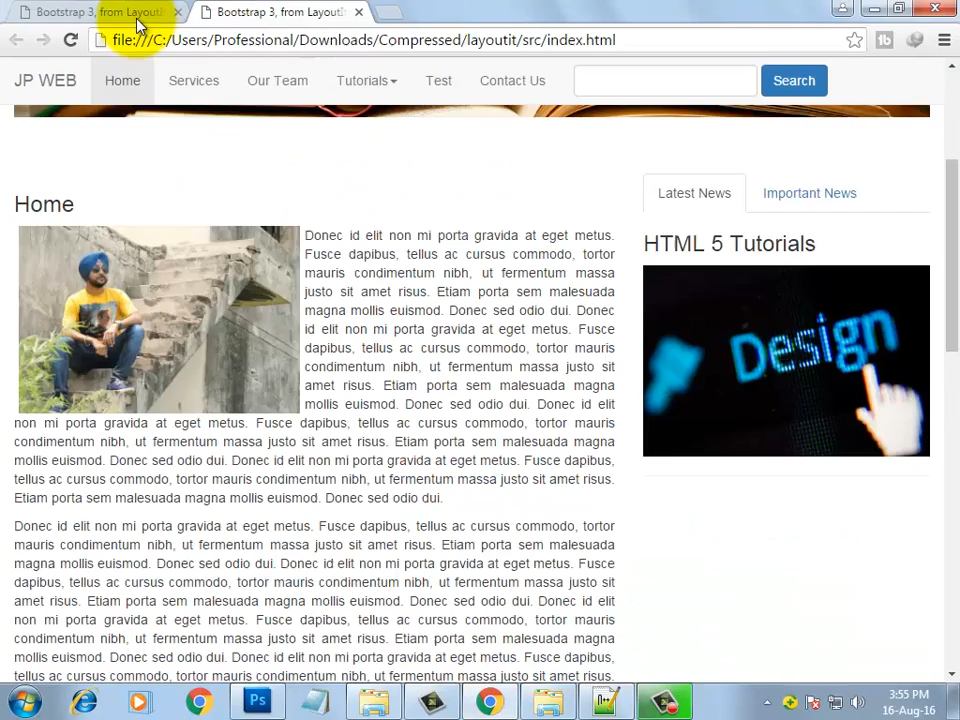 Bootstrap 3, from Layoutit
Bootstrap 3, from Layoutit
file:///C:/Users/Professional/Downloads/Compressed/layoutit/src/index.html
JP WEB Home Services Our Team Tutorials Test Contact Us Search
Latest News Important News
Home
HTML 5 Tutorials
Design
Donec id elit non mi porta gravida at eget metus.
Fusce dapibus, tellus ac cursus commodo, tortor
mauris condimentum nibh, ut fermentum massa
justo sit amet risus. Etiam porta sem malesuada
magna mollis euismod. Donec sed odio dui. Donec
id elit non mi porta gravida at eget metus. Fusce
dapibus, tellus ac cursus commodo, tortor mauris
condimentum nibh, ut fermentum massa justo sit
amet risus. Etiam porta sem malesuada magna
mollis euismod. Donec sed odio dui. Donec id elit
non mi porta gravida at eget metus. Fusce dapibus, tellus ac cursus commodo, tortor mauris
condimentum nibh, ut fermentum massa justo sit amet risus. Etiam porta sem malesuada magna
mollis euismod. Donec sed odio dui. Donec id elit non mi porta gravida at eget metus. Fusce dapibus,
tellus ac cursus commodo, tortor mauris condimentum nibh, ut fermentum massa justo sit amet risus.
Etiam porta sem malesuada magna mollis euismod. Donec sed odio dui.
Donec id elit non mi porta gravida at eget metus. Fusce dapibus, tellus ac cursus commodo, tortor
mauris condimentum nibh, ut fermentum massa justo sit amet risus. Etiam porta sem malesuada
magna mollis euismod. Donec sed odio dui. Donec id elit non mi porta gravida at eget metus. Fusce
dapibus, tellus ac cursus commodo, tortor mauris condimentum nibh, ut fermentum massa justo sit
amet risus. Etiam porta sem malesuada magna mollis euismod. Donec sed odio dui. Donec id elit
non mi porta gravida at eget metus. Fusce dapibus, tellus ac cursus commodo, tortor mauris
condimentum nibh, ut fermentum massa justo sit amet risus. Etiam porta sem malesuada magna
mollis euismod. Donec sed odio dui. Donec id elit non mi porta gravida at eget metus. Fusce dapibus,
tellus ac cursus commodo, tortor mauris condimentum nibh, ut fermentum massa justo sit amet risus.
Ps
3:55 PM
16-Aug-16